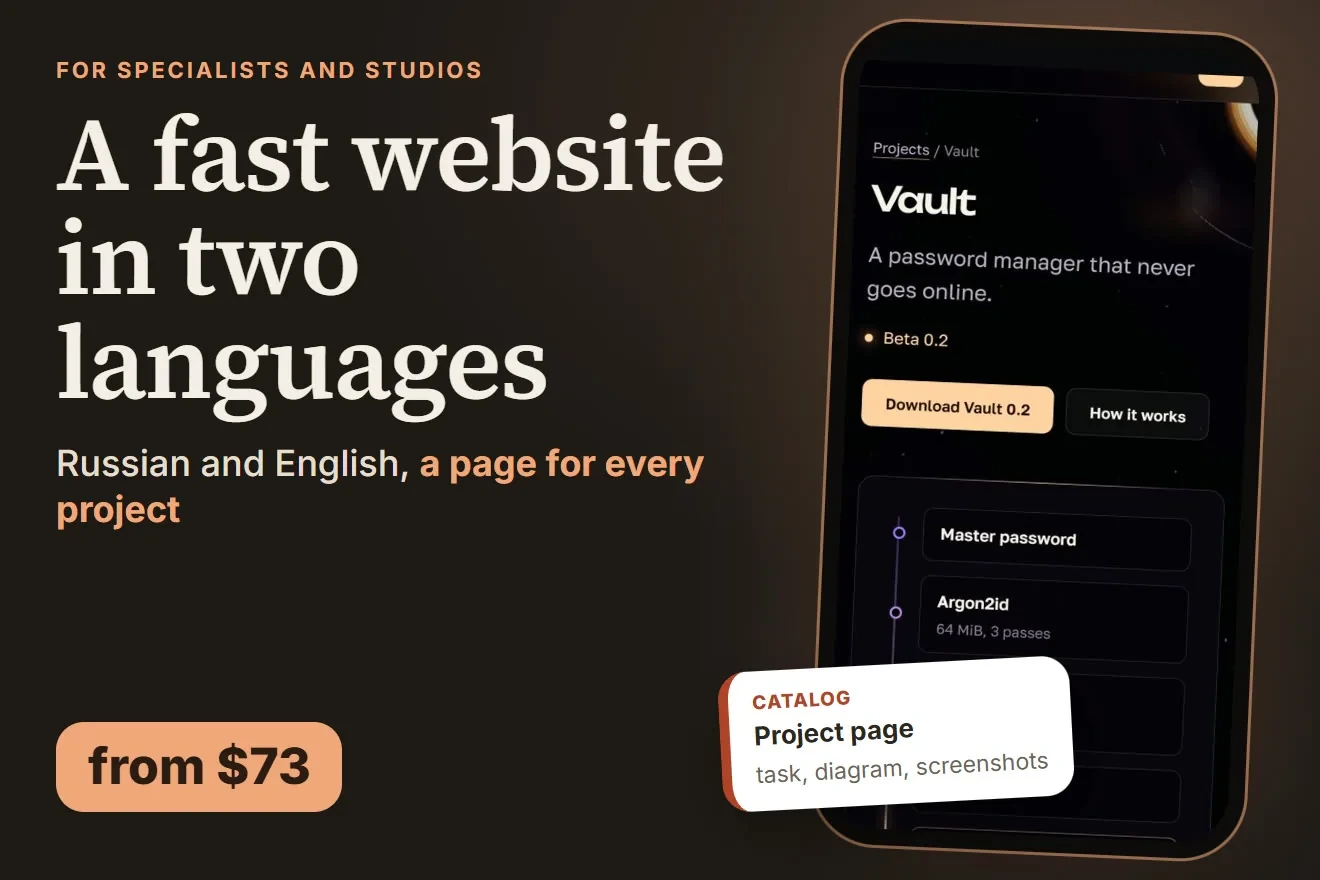 FOR SPECIALISTS AND STUDIOS
A fast website
in two
languages
Russian and English, a page for every
project
from $73
Projects / Vault
Vault
A password manager that never
goes online.
Beta 0.2
Download Vault 0.2
How it works
Master password
Argon2id
64 MiB, 3 passes
CATALOG
Project page
task, diagram, screenshots